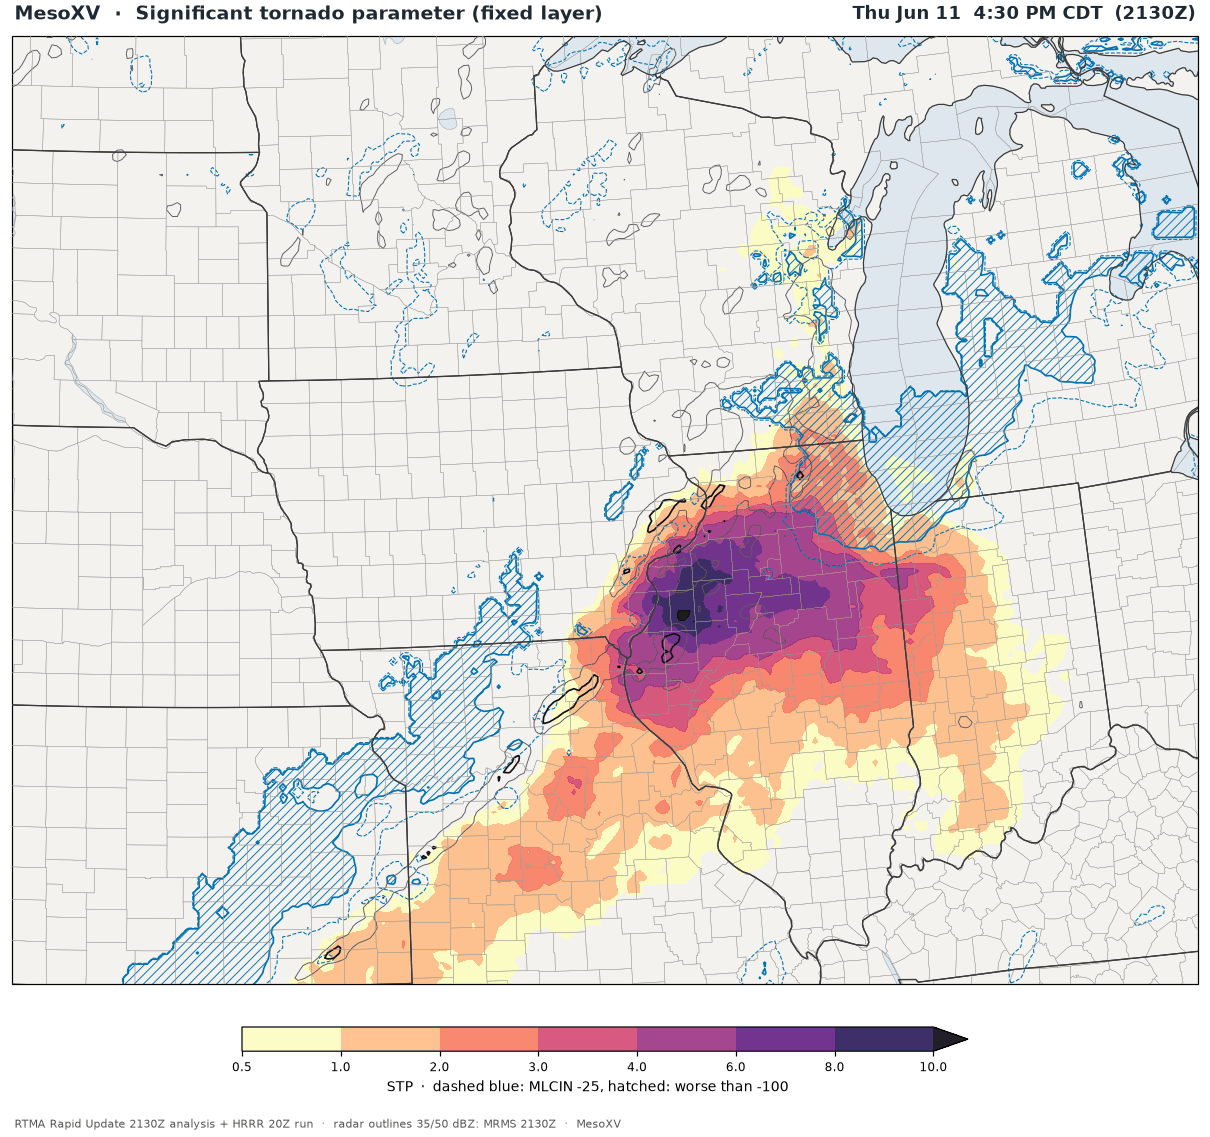 MesoXV · Significant tornado parameter (fixed layer)
Thu Jun 11 4:30 PM CDT (2130Z)
0.5 1.0 2.0 3.0 4.0 6.0 8.0 10.0
STP · dashed blue: MLCIN -25, hatched: worse than -100
RTMA Rapid Update 2130Z analysis + HRRR 20Z run · radar outlines 35/50 dBZ: MRMS 2130Z · MesoXV